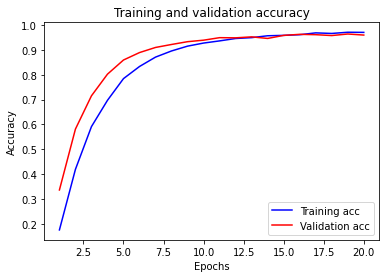 Training and validation accuracy
Accuracy
1.0
0.9
0.8
0.7
0.6
0.5
0.4
0.3
0.2
Training acc
Validation acc
2.5 5.0 7.5 10.0 12.5 15.0 17.5 20.0
Epochs